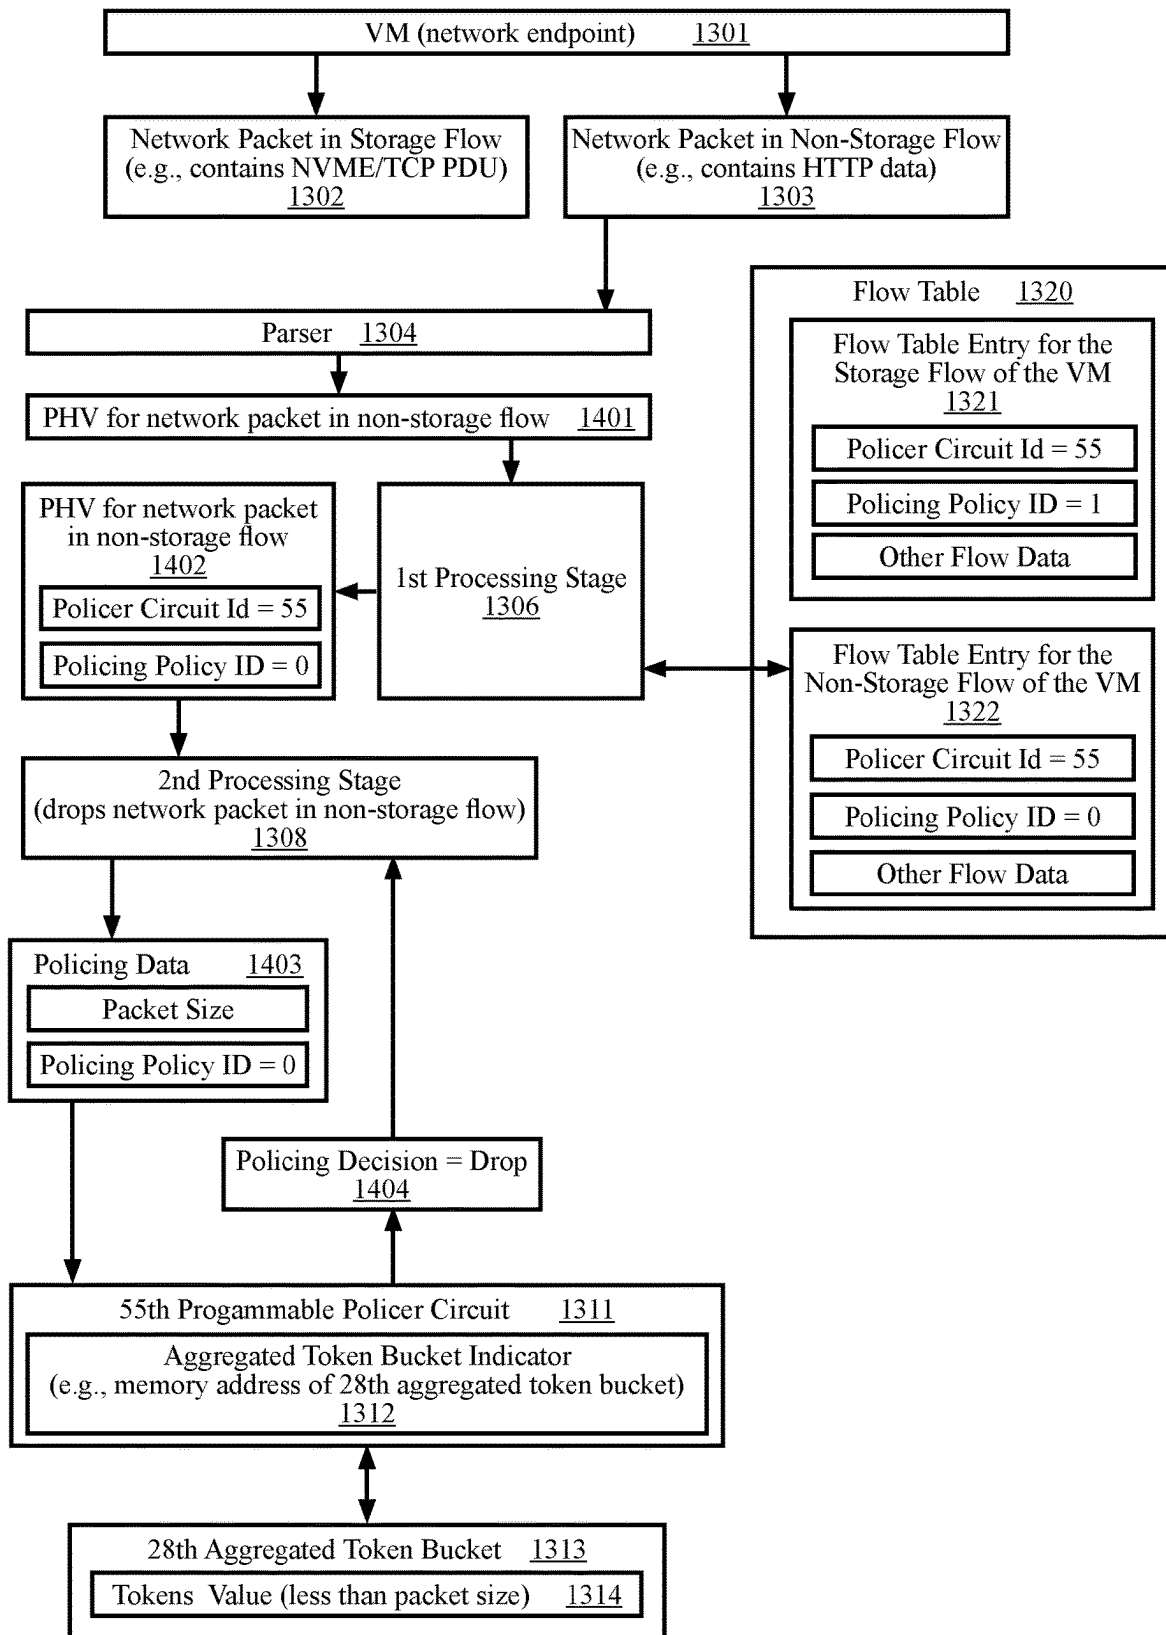 VM (network endpoint) 1301
Network Packet in Storage Flow
(e.g., contains NVME/TCP PDU)
1302
Network Packet in Non-Storage Flow
(e.g., contains HTTP data)
1303
Parser 1304
PHV for network packet in non-storage flow 1401
PHV for network packet
in non-storage flow
1402
Policer Circuit Id = 55
Policing Policy ID = 0
1st Processing Stage
1306
Flow Table 1320
Flow Table Entry for the
Storage Flow of the VM
1321
Policer Circuit Id = 55
Policing Policy ID = 1
Other Flow Data
Flow Table Entry for the
Non-Storage Flow of the VM
1322
Policer Circuit Id = 55
Policing Policy ID = 0
Other Flow Data
2nd Processing Stage
(drops network packet in non-storage flow)
1308
Policing Data 1403
Packet Size
Policing Policy ID = 0
Policing Decision = Drop
1404
55th Progammable Policer Circuit 1311
Aggregated Token Bucket Indicator
(e.g., memory address of 28th aggregated token bucket)
1312
28th Aggregated Token Bucket 1313
Tokens Value (less than packet size) 1314